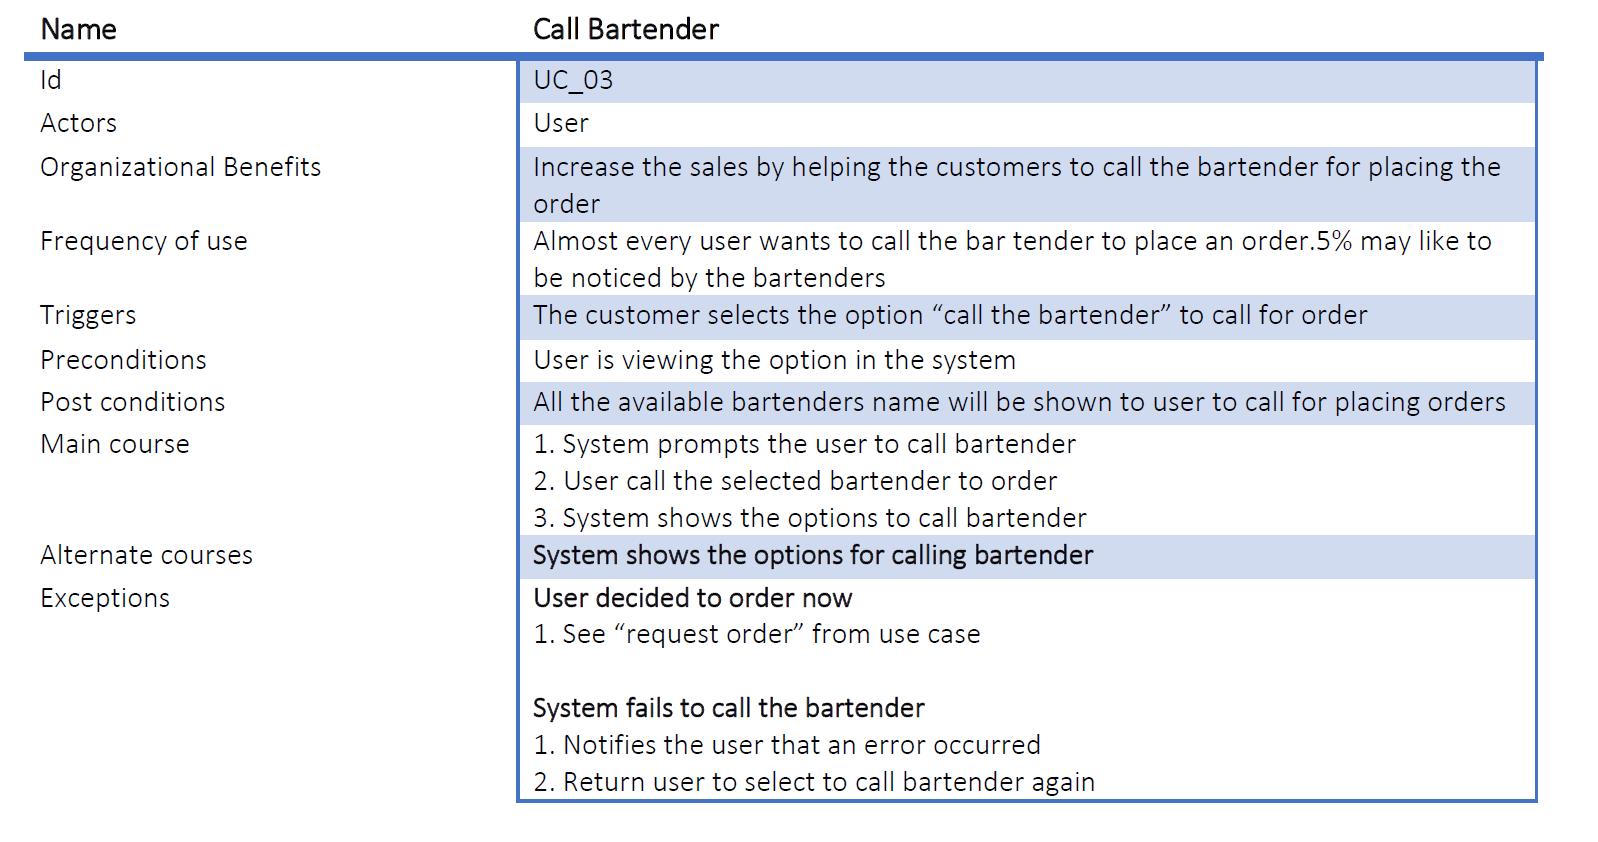 Name Call Bartender
Id UC_03
Actors User
Organizational Benefits Increase the sales by helping the customers to call the bartender for placing the
order
Frequency of use Almost every user wants to call the bar tender to place an order.5% may like to
be noticed by the bartenders
Triggers The customer selects the option “call the bartender” to call for order
Preconditions User is viewing the option in the system
Post conditions All the available bartenders name will be shown to user to call for placing orders
Main course 1. System prompts the user to call bartender
2. User call the selected bartender to order
3. System shows the options to call bartender
Alternate courses System shows the options for calling bartender
Exceptions User decided to order now
1. See “request order” from use case
System fails to call the bartender
1. Notifies the user that an error occurred
2. Return user to select to call bartender again